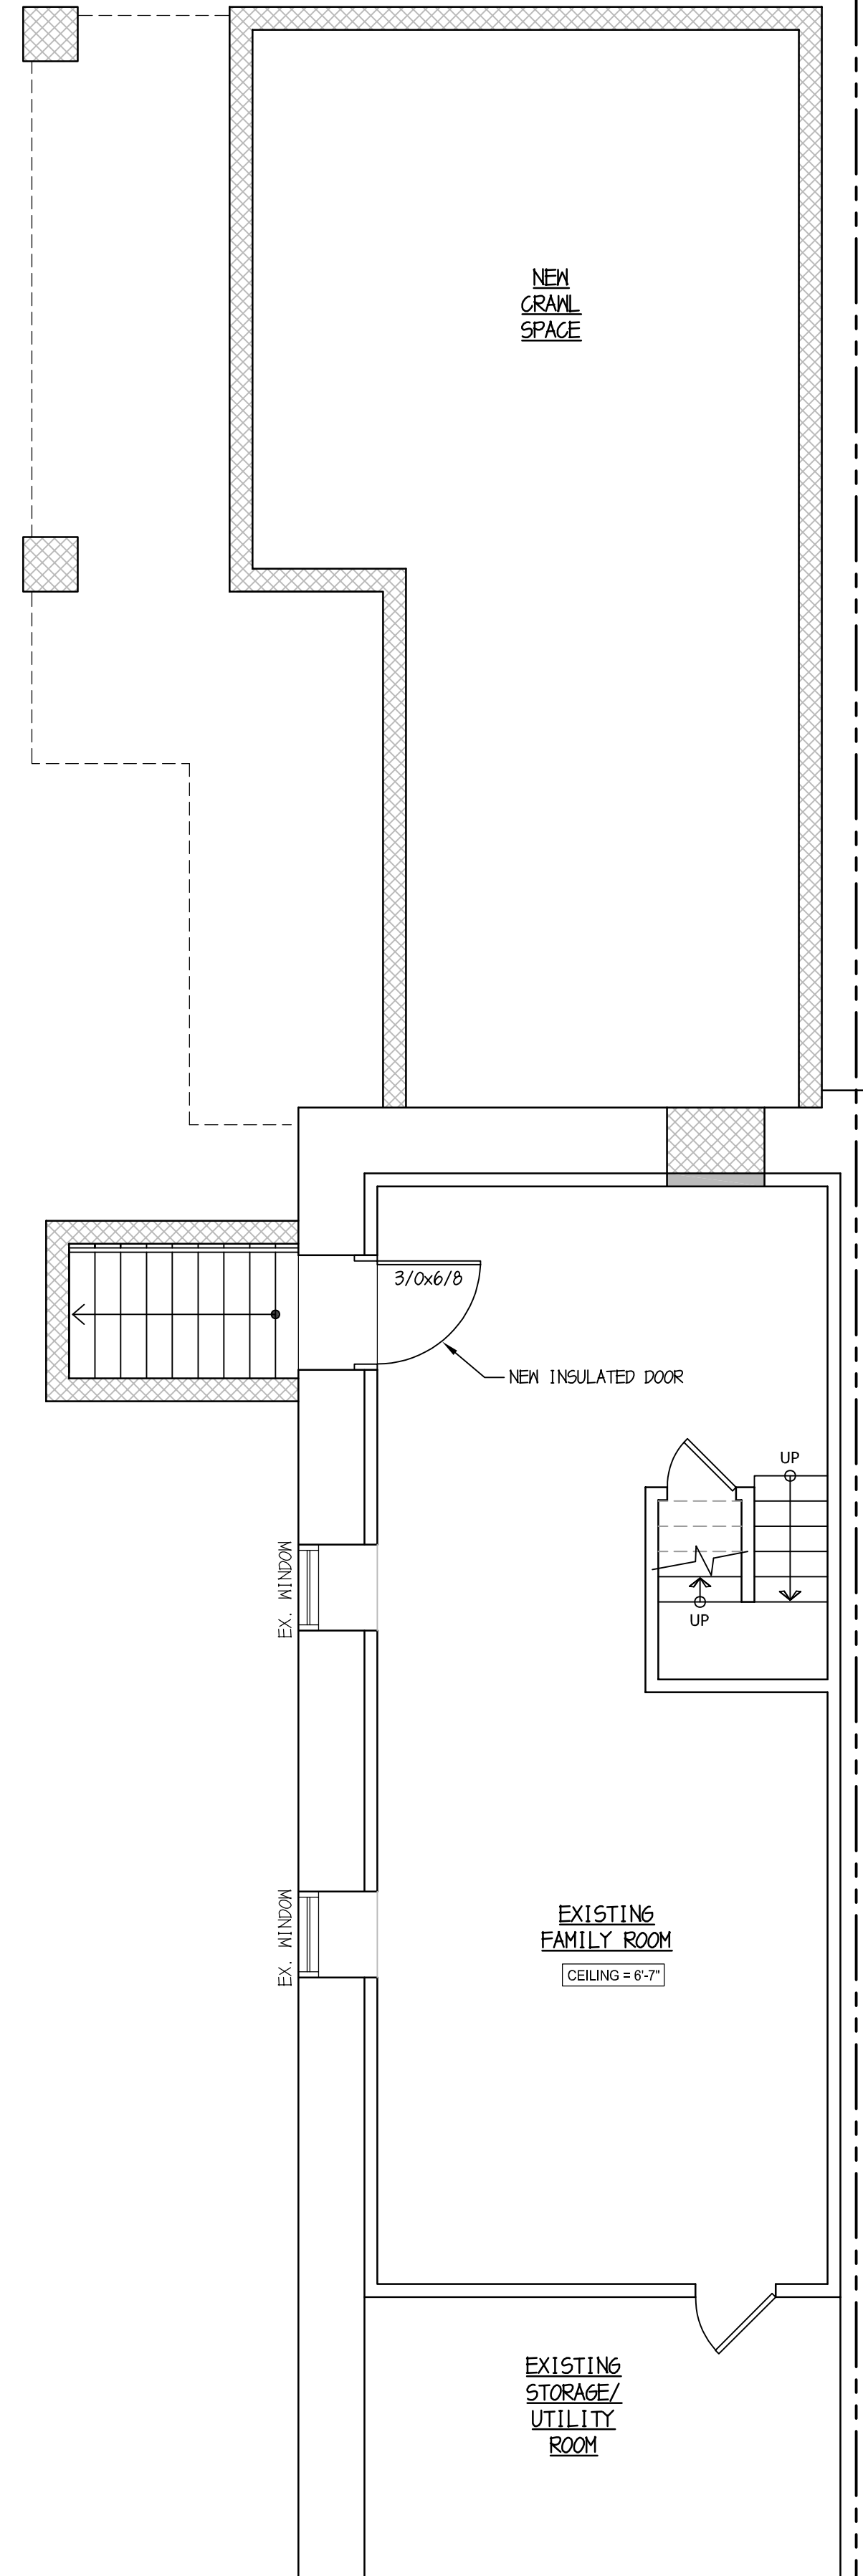 NEW
CRAWL
SPACE
3/0x6/8
NEW INSULATED DOOR
UP
UP
EX. WINDOW
EX. WINDOW
EXISTING
FAMILY ROOM
CEILING = 6'-7"
EXISTING
STORAGE/
UTILITY
ROOM